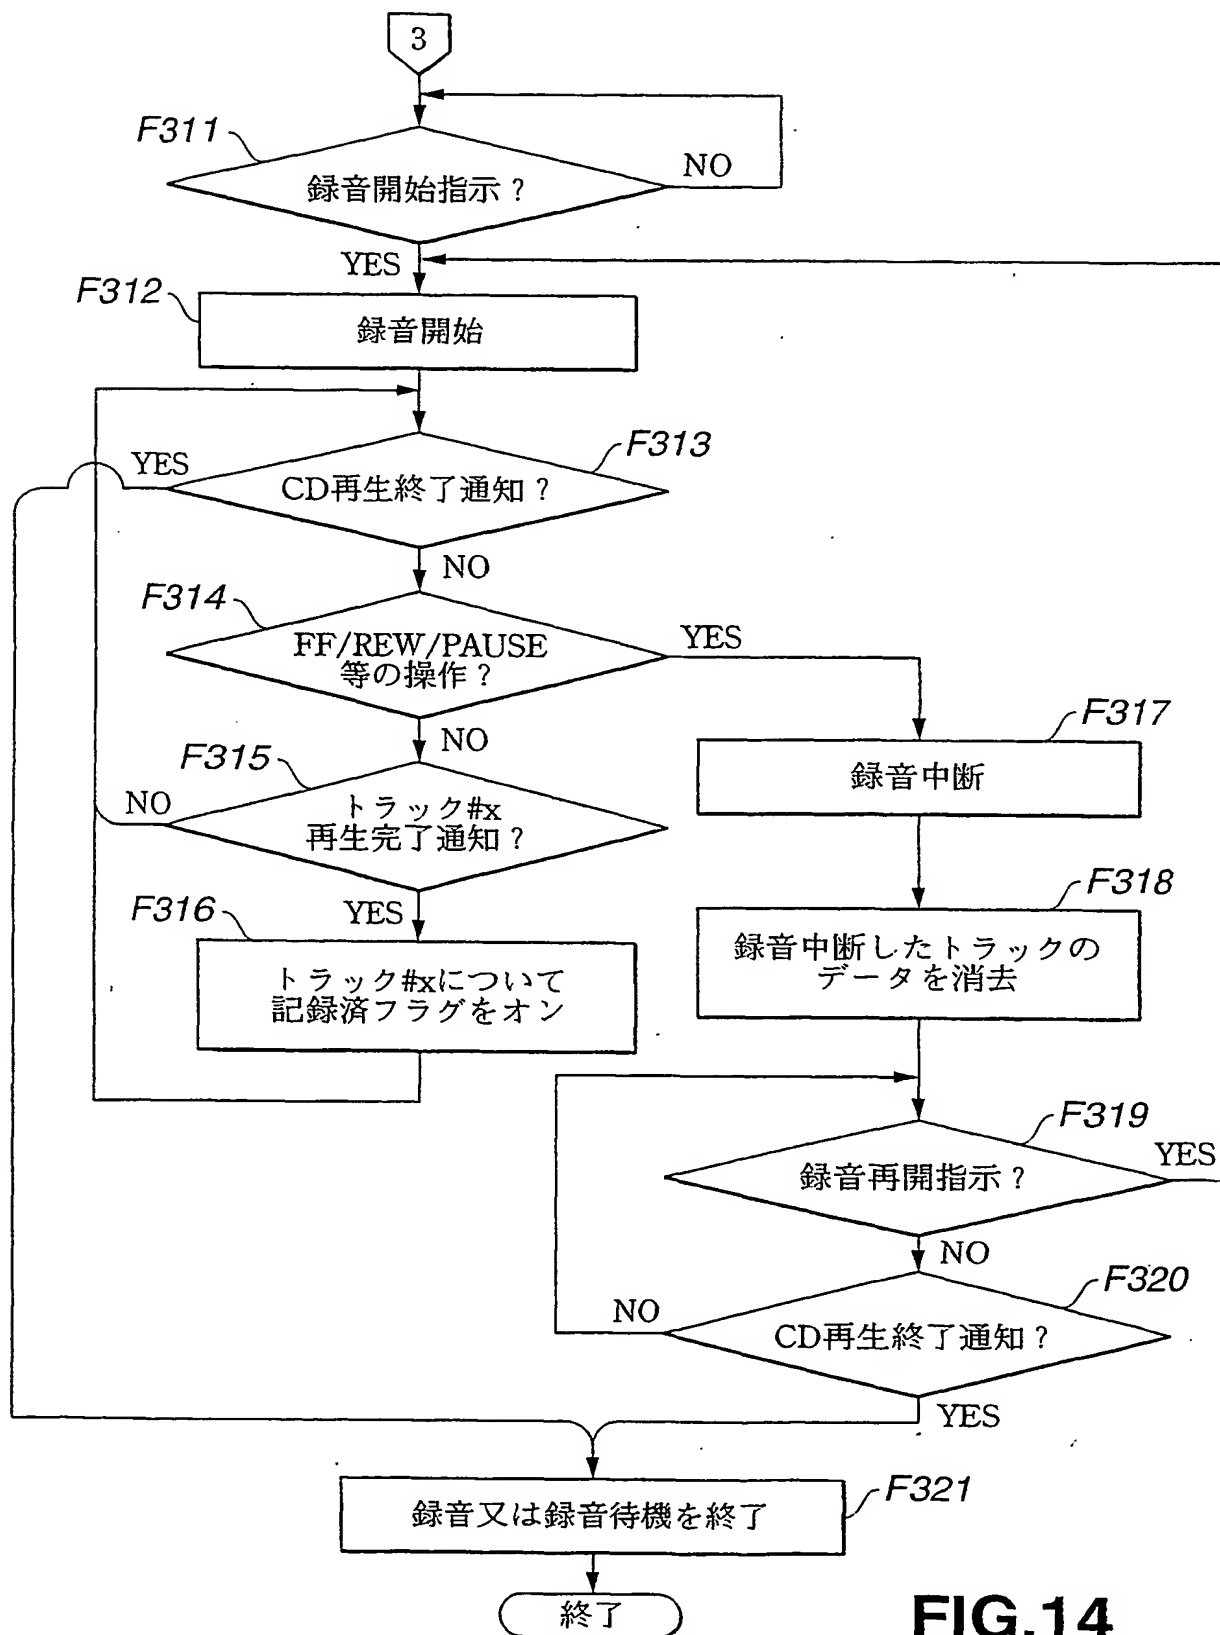 3
F311
録音開始指示?
NO
YES
F312
録音開始
F313
YES
CD再生終了通知?
NO
F314
FF/REW/PAUSE
等の操作?
YES
NO
F317
録音中断
F315
トラック#x
再生完了通知?
NO
YES
F316
トラック#xについて
記録済フラグをオン
F318
録音中断したトラックの
データを消去
F319
録音再開指示?
YES
NO
F320
CD再生終了通知?
NO
YES
F321
録音又は録音待機を終了
終了
FIG.14